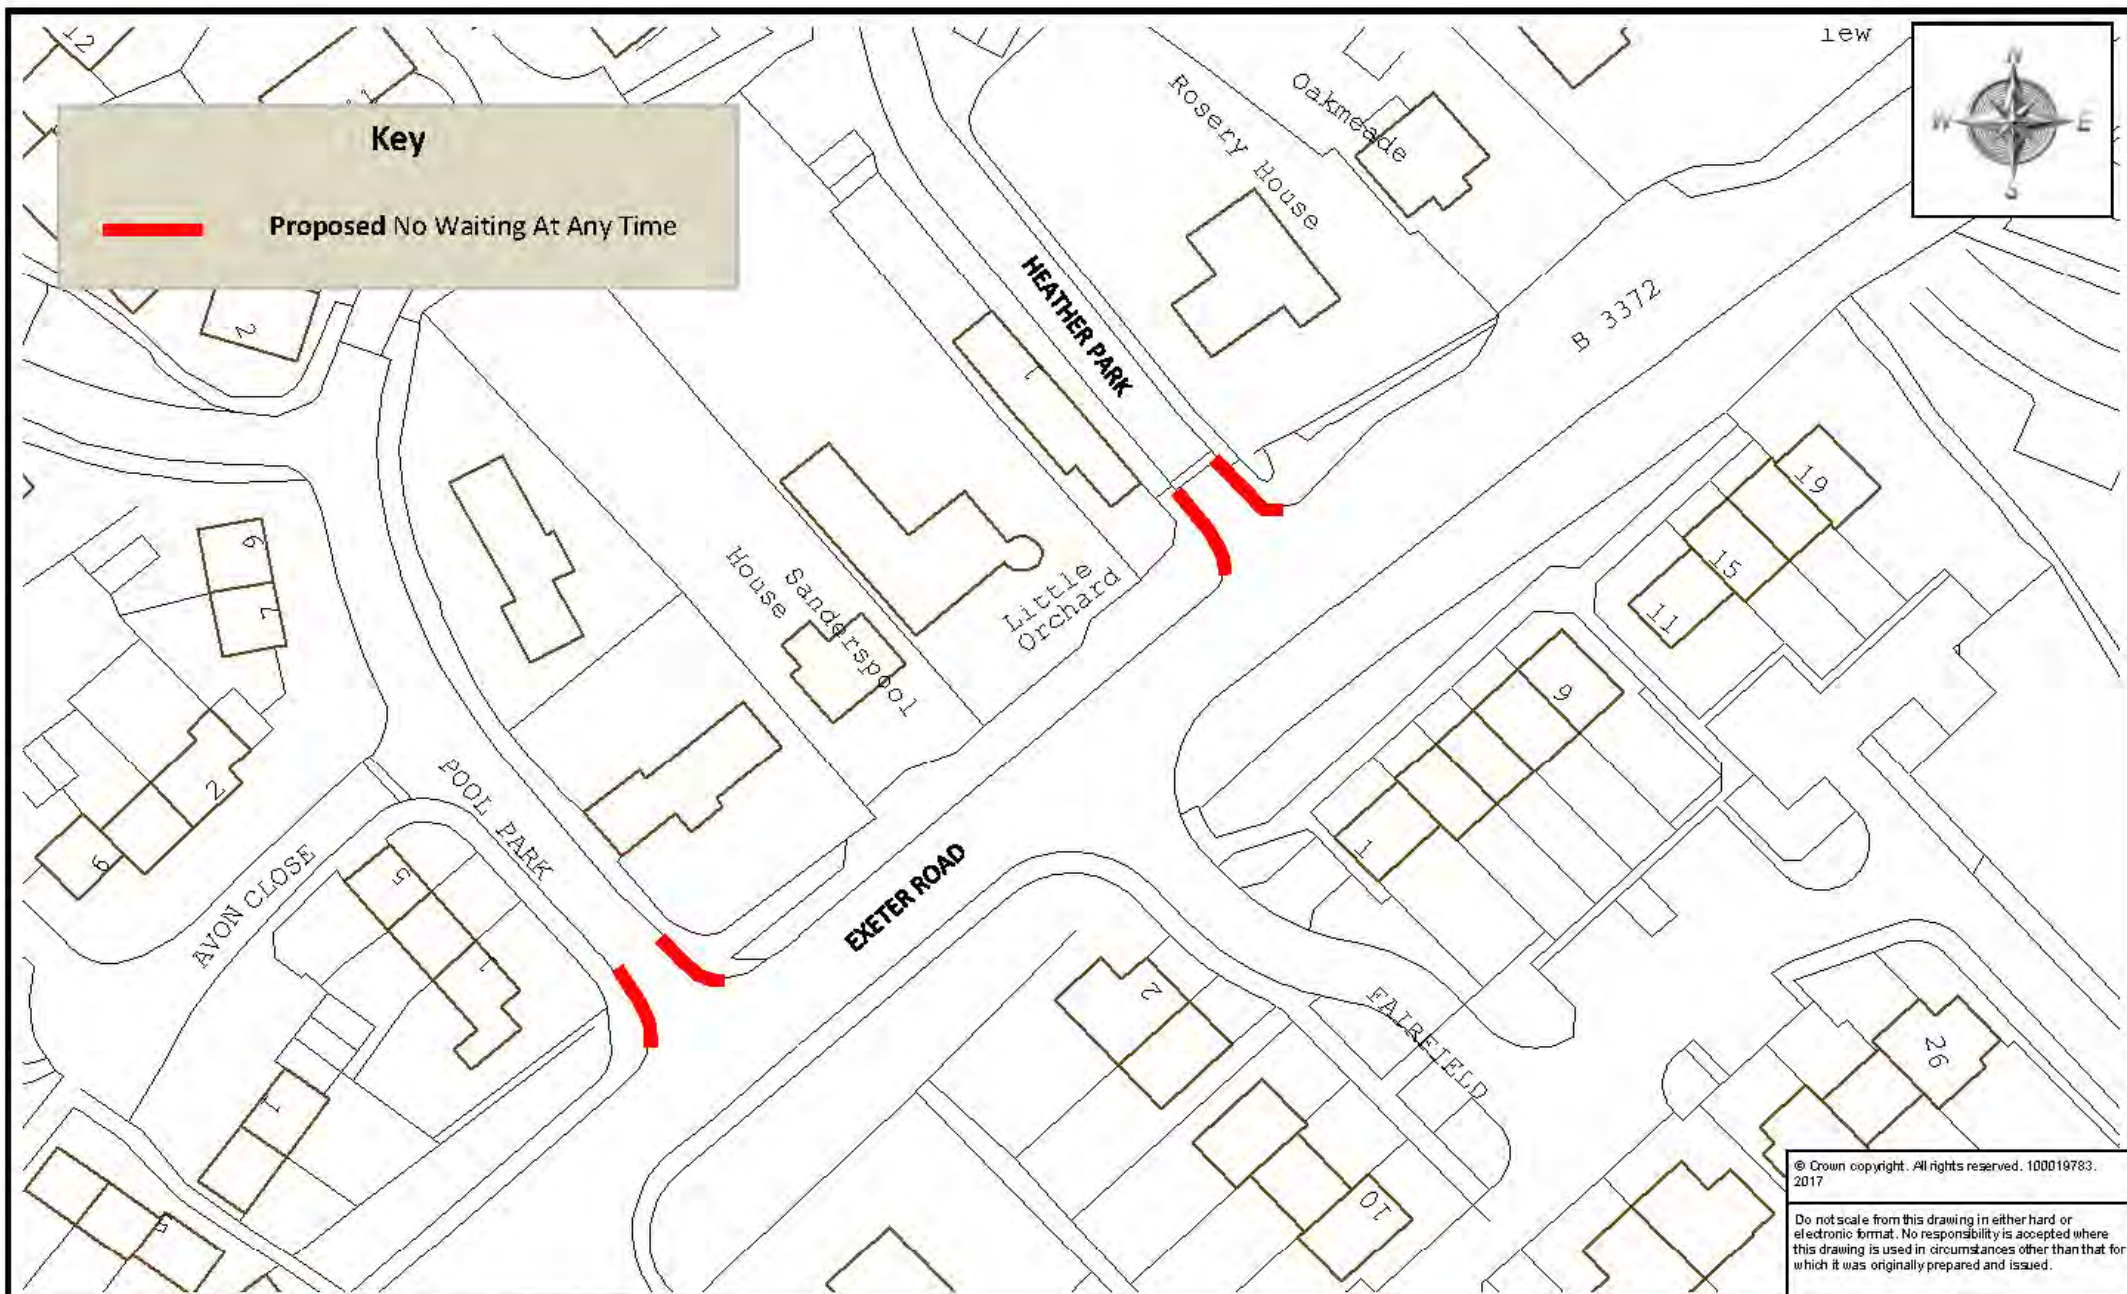 12
iew
N
W E
S
Key
Proposed No Waiting At Any Time
Oakmeade
Rosery House
HEATHER PARK
B 3372
2
1
19
15
11
6
7
House
Sanderspool
Little
Orchard
9
1
2
6
POOL PARK
AVON CLOSE
5
1
EXETER ROAD
2
FAIRFIELD
26
1
10
5
© Crown copyright. All rights reserved. 100019783.
2017
Do not scale from this drawing in either hard or
electronic format. No responsibility is accepted where
this drawing is used in circumstances other than that for
which it was originally prepared and issued.